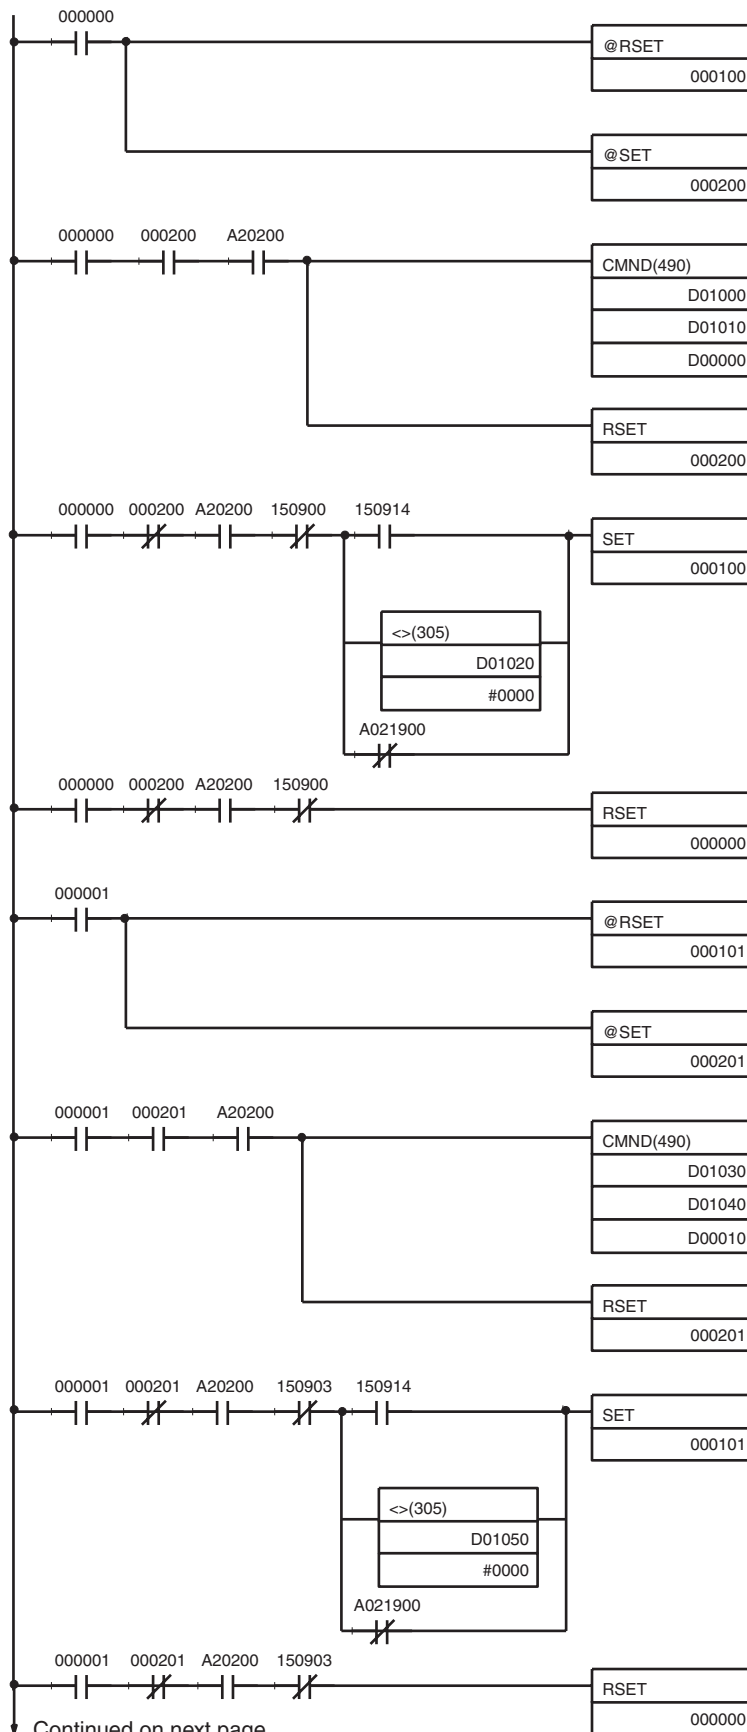 000000
@RSET
000100
@SET
000200
000000 000200 A20200
CMND(490)
D01000
D01010
D00000
RSET
000200
000000 000200 A20200 150900 150914
SET
000100
<>(305)
D01020
#0000
A021900
000000 000200 A20200 150900
RSET
000000
000001
@RSET
000101
@SET
000201
000001 000201 A20200
CMND(490)
D01030
D01040
D00010
RSET
000201
000001 000201 A20200 150903 150914
SET
000101
<>(305)
D01050
#0000
A021900
000001 000201 A20200 150903
RSET
000000
Continued on next page